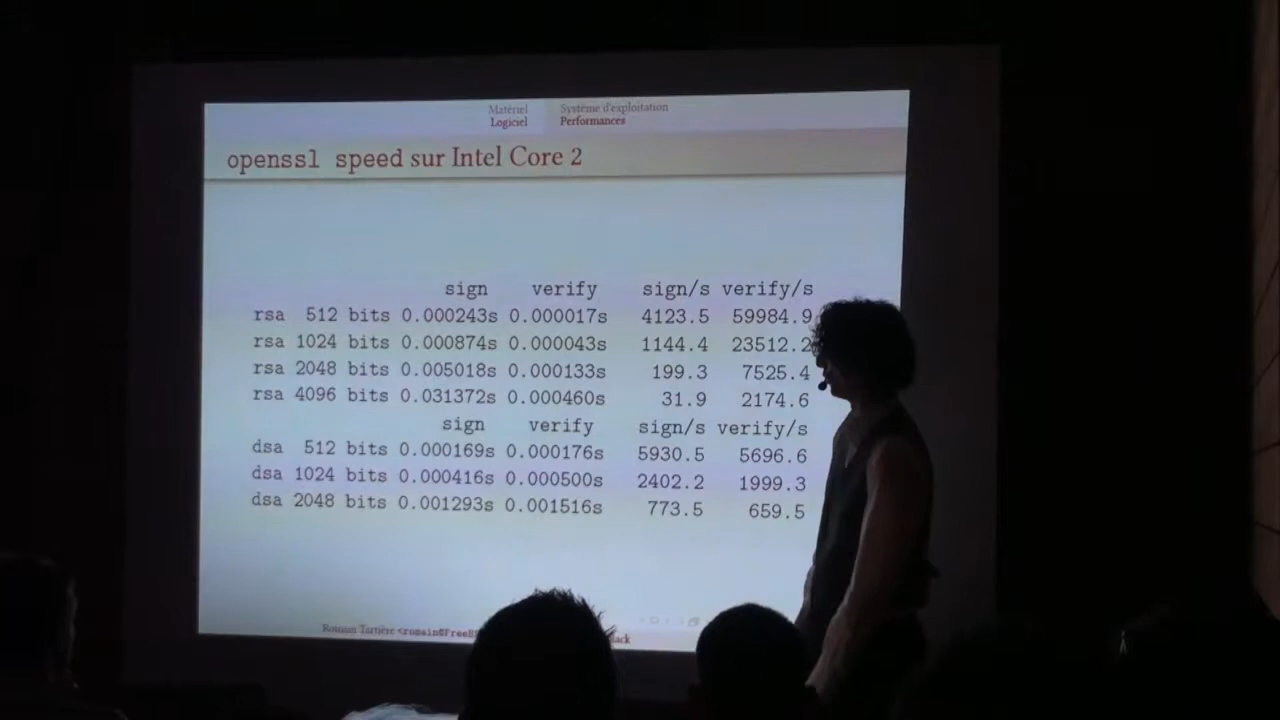 Matériel Système d'exploitation
Logiciel Performances
openssl speed sur Intel Core 2
sign verify sign/s verify/s
rsa 512 bits 0.000243s 0.000017s 4123.5 59984.9
rsa 1024 bits 0.000874s 0.000043s 1144.4 23512.2
rsa 2048 bits 0.005018s 0.000133s 199.3 7525.4
rsa 4096 bits 0.031372s 0.000460s 31.9 2174.6
sign verify sign/s verify/s
dsa 512 bits 0.000169s 0.000176s 5930.5 5696.6
dsa 1024 bits 0.000416s 0.000500s 2402.2 1999.3
dsa 2048 bits 0.001293s 0.001516s 773.5 659.5
Romain Tartière